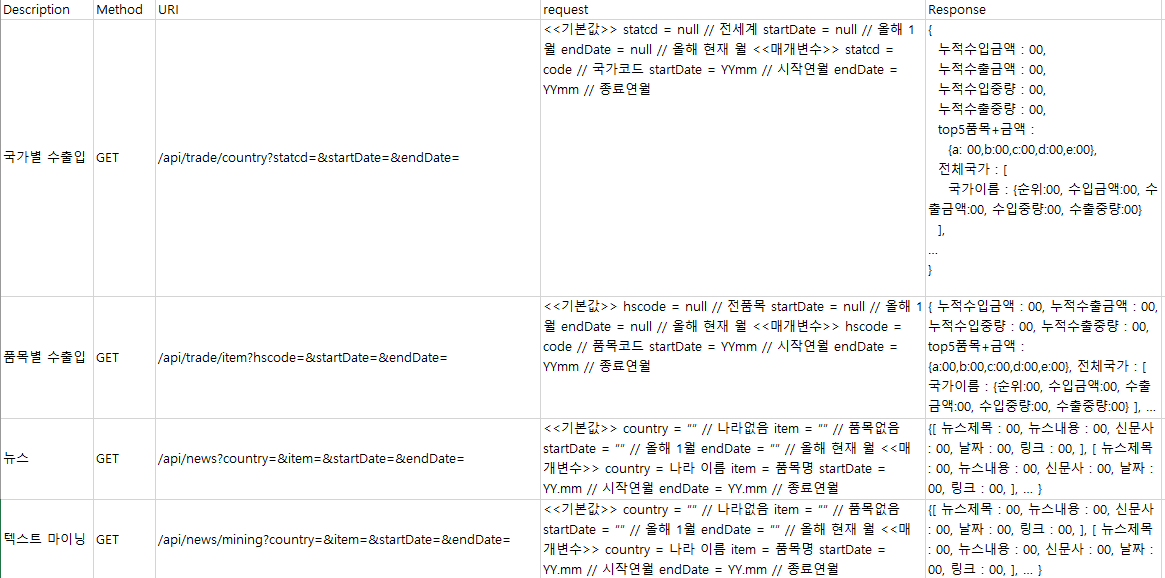 Description Method URI request Response
국가별 수출입 GET /api/trade/country?statcd=&startDate=&endDate=
<<기본값>> statcd = null // 전세계 startDate = null // 올해 1
월 endDate = null // 올해 현재 월 <<매개변수>> statcd =
code // 국가코드 startDate = YYmm // 시작연월 endDate =
YYmm // 종료연월
{
누적수입금액 : 00,
누적수출금액 : 00,
누적수입중량 : 00,
누적수출중량 : 00,
top5품목+금액 :
{a: 00,b:00,c:00,d:00,e:00},
전체국가 : [
국가이름 : {순위:00, 수입금액:00, 수
출금액:00, 수입중량:00, 수출중량:00}
],
...
}
품목별 수출입 GET /api/trade/item?hscode=&startDate=&endDate=
<<기본값>> hscode = null // 전품목 startDate = null // 올해 1
월 endDate = null // 올해 현재 월 <<매개변수>> hscode =
code // 품목코드 startDate = YYmm // 시작연월 endDate =
YYmm // 종료연월
{ 누적수입금액 : 00, 누적수출금액 : 00,
누적수입중량 : 00, 누적수출중량 : 00,
top5품목+금액 :
{a:00,b:00,c:00,d:00,e:00}, 전체국가 : [
국가이름 : {순위:00, 수입금액:00, 수출
금액:00, 수입중량:00, 수출중량:00} ], ...
뉴스 GET /api/news?country=&item=&startDate=&endDate=
<<기본값>> country = "" // 나라없음 item = "" // 품목없음
startDate = "" // 올해 1월 endDate = "" // 올해 현재 월 <<매
개변수>> country = 나라 이름 item = 품목명 startDate =
YY.mm // 시작연월 endDate = YY.mm // 종료연월
{[ 뉴스제목 : 00, 뉴스내용 : 00, 신문사
: 00, 날짜 : 00, 링크 : 00, ], [ 뉴스제목
: 00, 뉴스내용 : 00, 신문사 : 00, 날짜 :
00, 링크 : 00, ], ... }
텍스트 마이닝 GET /api/news/mining?country=&item=&startDate=&endDate=
<<기본값>> country = "" // 나라없음 item = "" // 품목없음
startDate = "" // 올해 1월 endDate = "" // 올해 현재 월 <<매
개변수>> country = 나라 이름 item = 품목명 startDate =
YY.mm // 시작연월 endDate = YY.mm // 종료연월
{[ 뉴스제목 : 00, 뉴스내용 : 00, 신문사
: 00, 날짜 : 00, 링크 : 00, ], [ 뉴스제목
: 00, 뉴스내용 : 00, 신문사 : 00, 날짜 :
00, 링크 : 00, ], ... }